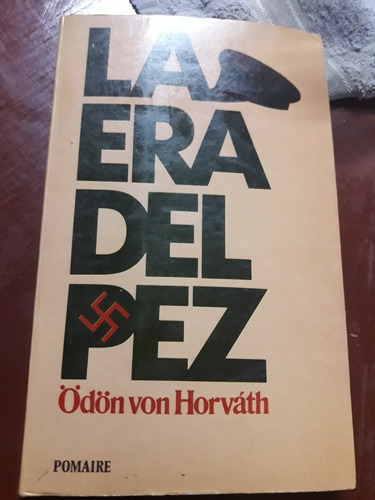 LA
ERA
DEL
PEZ
Ödön von Horváth
POMAIRE